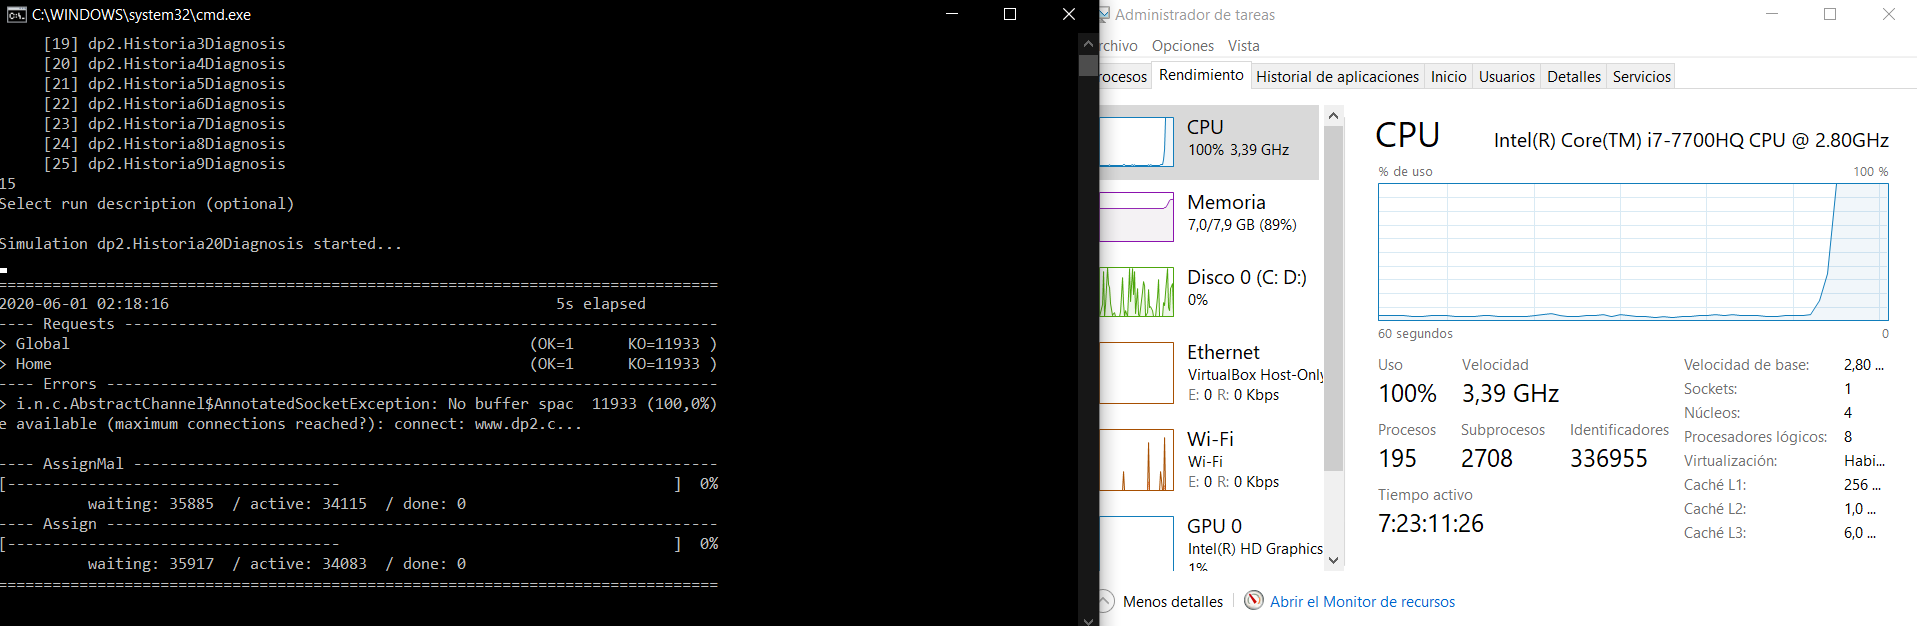 C:\WINDOWS\system32\cmd.exe
[19] dp2.Historia3Diagnosis
[20] dp2.Historia4Diagnosis
[21] dp2.Historia5Diagnosis
[22] dp2.Historia6Diagnosis
[23] dp2.Historia7Diagnosis
[24] dp2.Historia8Diagnosis
[25] dp2.Historia9Diagnosis
15
Select run description (optional)
Simulation dp2.Historia20Diagnosis started...
================================================================================
2020-06-01 02:18:16 5s elapsed
---- Requests ------------------------------------------------------------------
> Global (OK=1 KO=11933 )
> Home (OK=1 KO=11933 )
---- Errors --------------------------------------------------------------------
> i.n.c.AbstractChannel$AnnotatedSocketException: No buffer spac 11933 (100,0%)
e available (maximum connections reached?): connect: www.dp2.c...
---- AssignMal -----------------------------------------------------------------
[------------------------------------- ] 0%
waiting: 35885 / active: 34115 / done: 0
---- Assign --------------------------------------------------------------------
[------------------------------------- ] 0%
waiting: 35917 / active: 34083 / done: 0
================================================================================
Administrador de tareas
rchivo Opciones Vista
rocesos Rendimiento Historial de aplicaciones Inicio Usuarios Detalles Servicios
CPU
100% 3,39 GHz
Memoria
7,0/7,9 GB (89%)
Disco 0 (C: D:)
0%
Ethernet
VirtualBox Host-Only
E: 0 R: 0 Kbps
Wi-Fi
Wi-Fi
E: 0 R: 0 Kbps
GPU 0
Intel(R) HD Graphics
1%
CPU Intel(R) Core(TM) i7-7700HQ CPU @ 2.80GHz
% de uso 100 %
60 segundos 0
Uso Velocidad
100% 3,39 GHz
Procesos Subprocesos Identificadores
195 2708 336955
Tiempo activo
7:23:11:26
Velocidad de base: 2,80 ...
Sockets: 1
Núcleos: 4
Procesadores lógicos: 8
Virtualización: Habi...
Caché L1: 256 ...
Caché L2: 1,0 ...
Caché L3: 6,0 ...
Menos detalles Abrir el Monitor de recursos